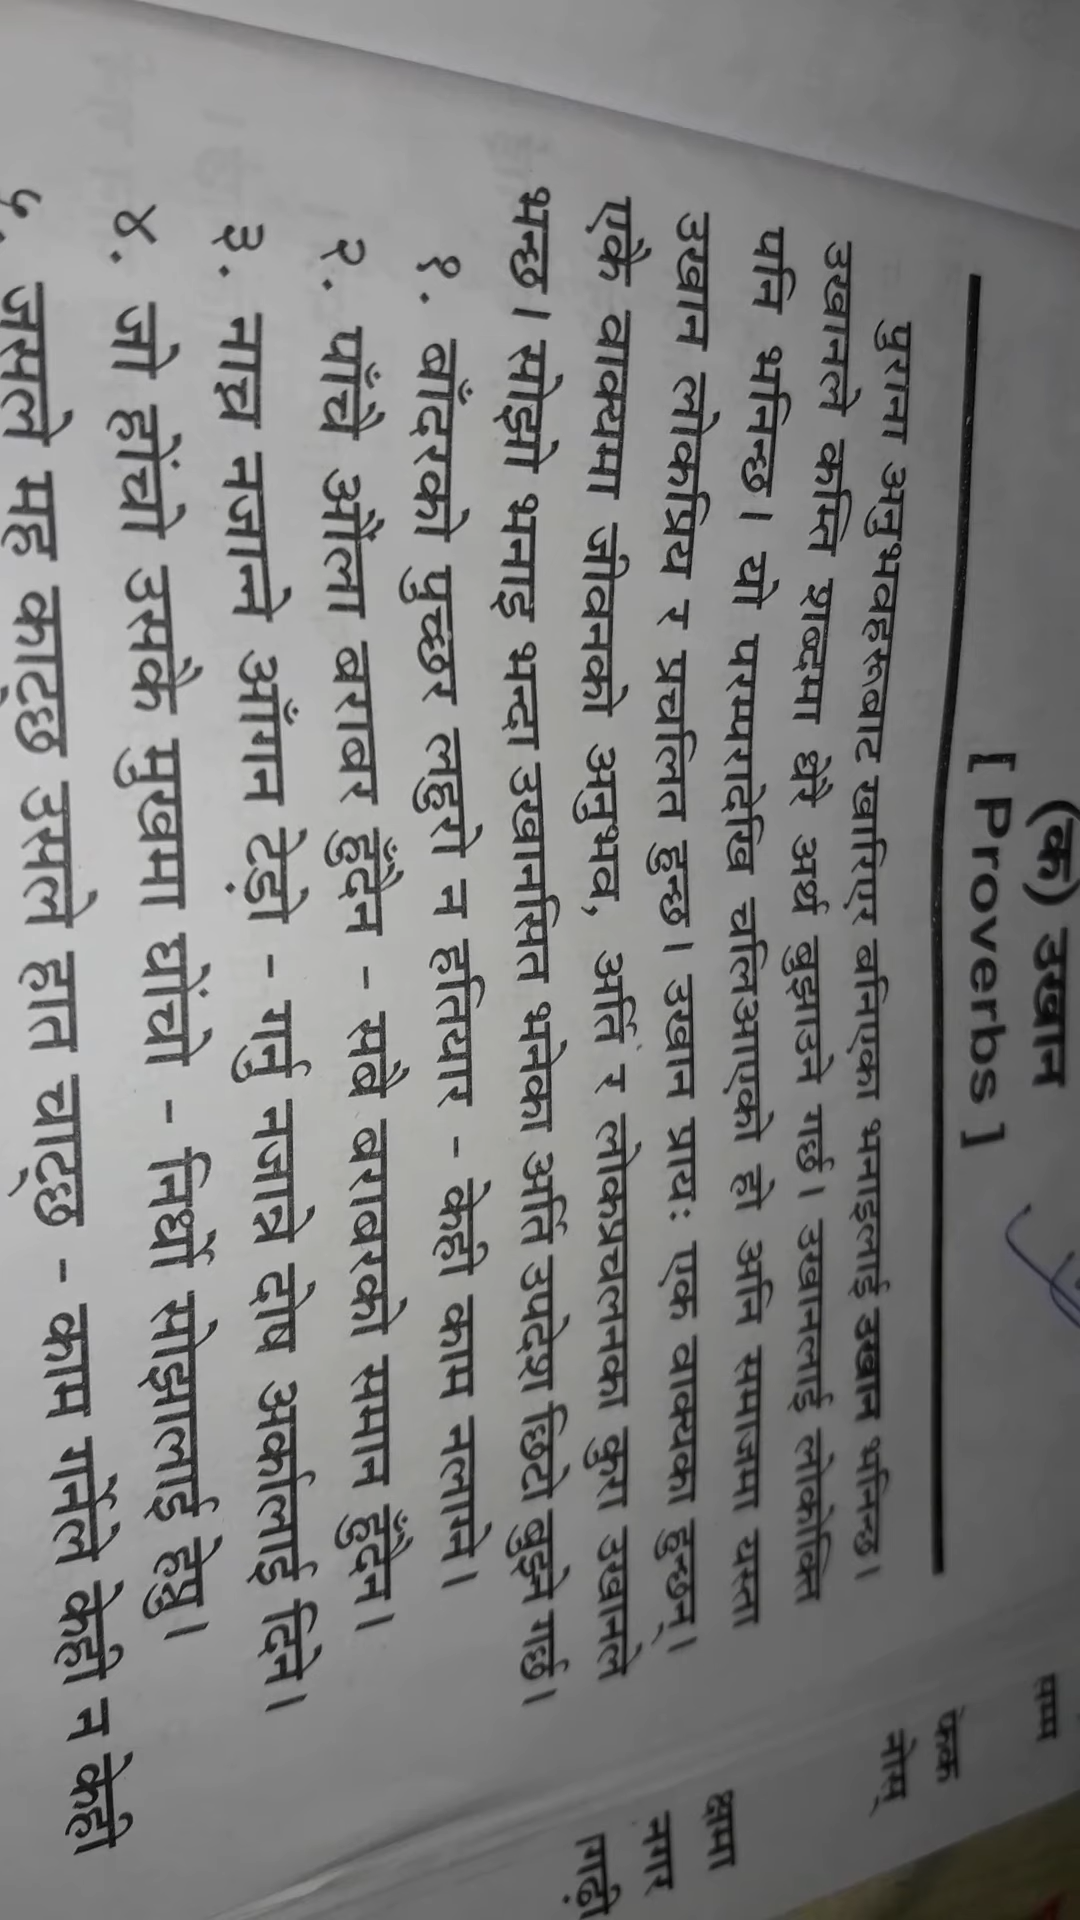 (क) उखान
[ Proverbs ]
पुराना अनुभवहरूबाट खारिएर बनिएका भनाइलाई उखान भनिन्छ।
उखानले कम्ति शब्दमा धेरै अर्थ बुझाउने गर्छ। उखानलाई लोकोक्ति
पनि भनिन्छ। यो परम्परादेखि चलिआएको हो अनि समाजमा यस्ता
उखान लोकप्रिय र प्रचलित हुन्छ। उखान प्रायः एक वाक्यका हुन्छन्।
एकै वाक्यमा जीवनको अनुभव, अर्ति र लोकप्रचलनका कुरा उखानले
भन्छ। सोझो भनाइ भन्दा उखानसित भनेका अर्ति उपदेश छिटो बुझ्ने गर्छ।
१. बाँदरको पुच्छर लट्ठी न हतियार - केही काम नलाग्ने।
२. पाँचै औंला बराबर हुँदैन - सबै बराबरको समान हुँदैन।
३. नाच्न नजान्ने आँगन टेड़ो - गर्नु नजान्ने दोष अर्कालाई दिने।
४. जो होंचो उसकै मुखमा घोंचो - निर्धो सोझालाई हेप्नु।
५. जसले मह काट्छ उसले हात चाट्छ - काम गर्नेले केही न केही
क्षमा
नगर